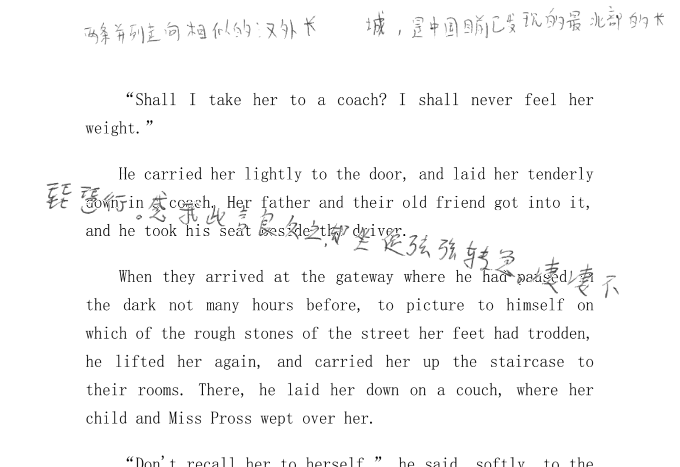 两条并列走向相似的汉外长 城，是中国目前已发现的最北部的长
“Shall I take her to a coach? I shall never feel her
weight.”
He carried her lightly to the door, and laid her tenderly
down in a coach. Her father and their old friend got into it,
琵琶行。感我此言良久立，却坐促弦弦转急。凄凄不
and he took his seat beside the driver.
When they arrived at the gateway where he had paused in
the dark not many hours before, to picture to himself on
which of the rough stones of the street her feet had trodden,
he lifted her again, and carried her up the staircase to
their rooms. There, he laid her down on a couch, where her
child and Miss Pross wept over her.
“Don't recall her to herself,” he said, softly, to the